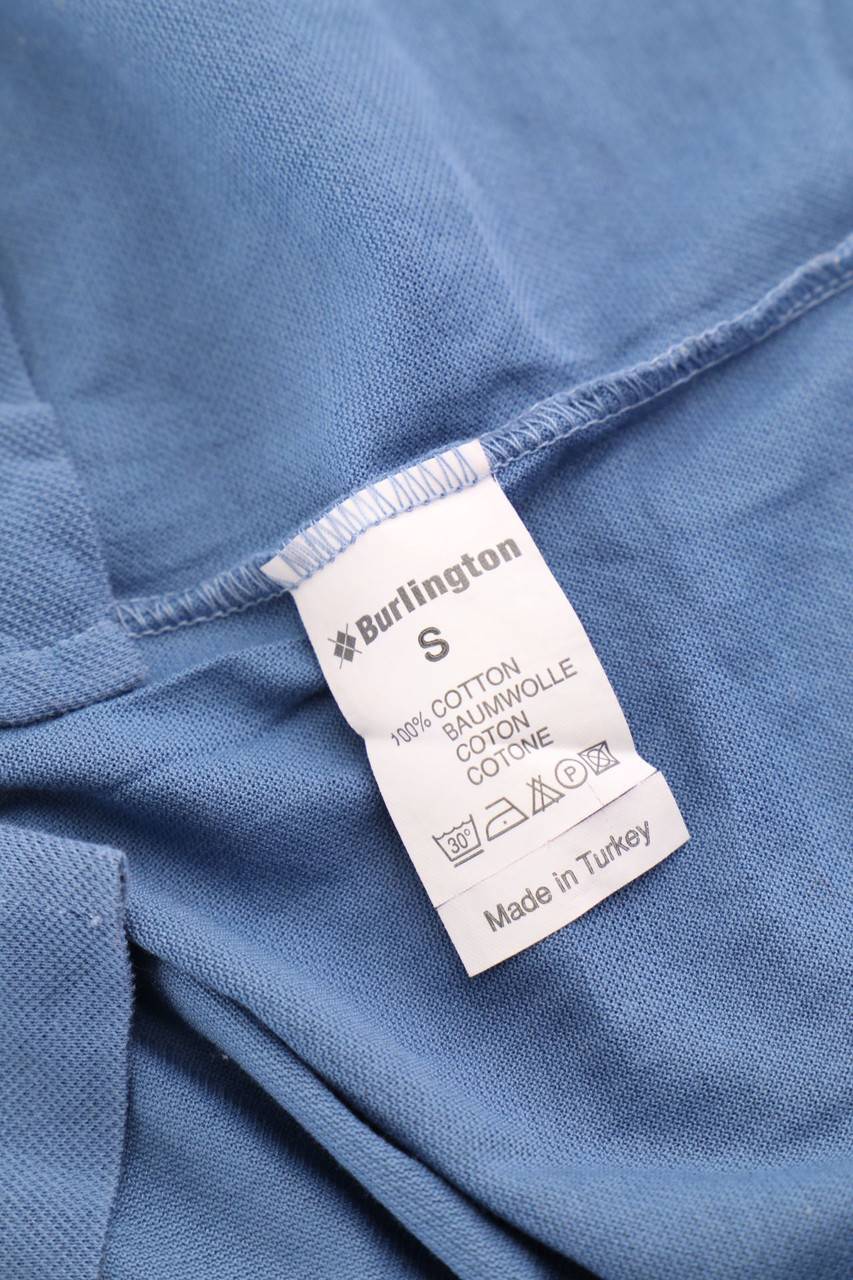 Burlington
S
100% COTTON
BAUMWOLLE
COTON
COTONE
30° P
Made in Turkey